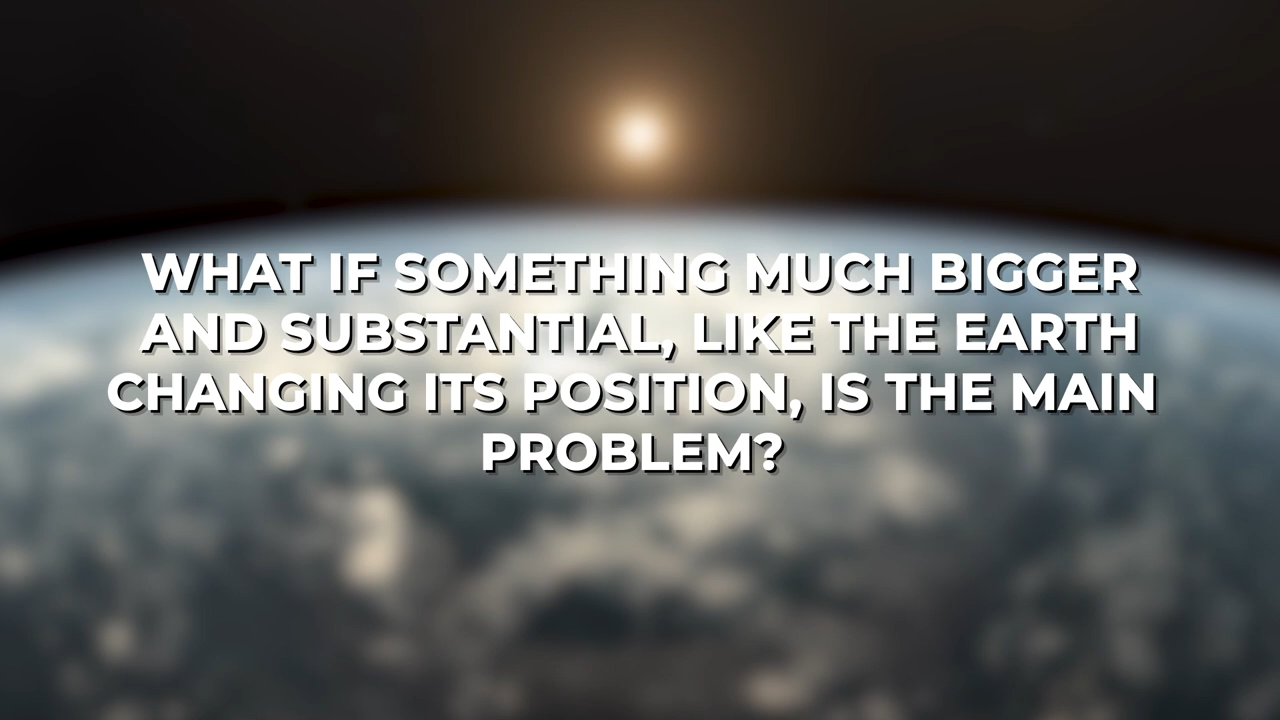 WHAT IF SOMETHING MUCH BIGGER
AND SUBSTANTIAL, LIKE THE EARTH
CHANGING ITS POSITION, IS THE MAIN
PROBLEM?